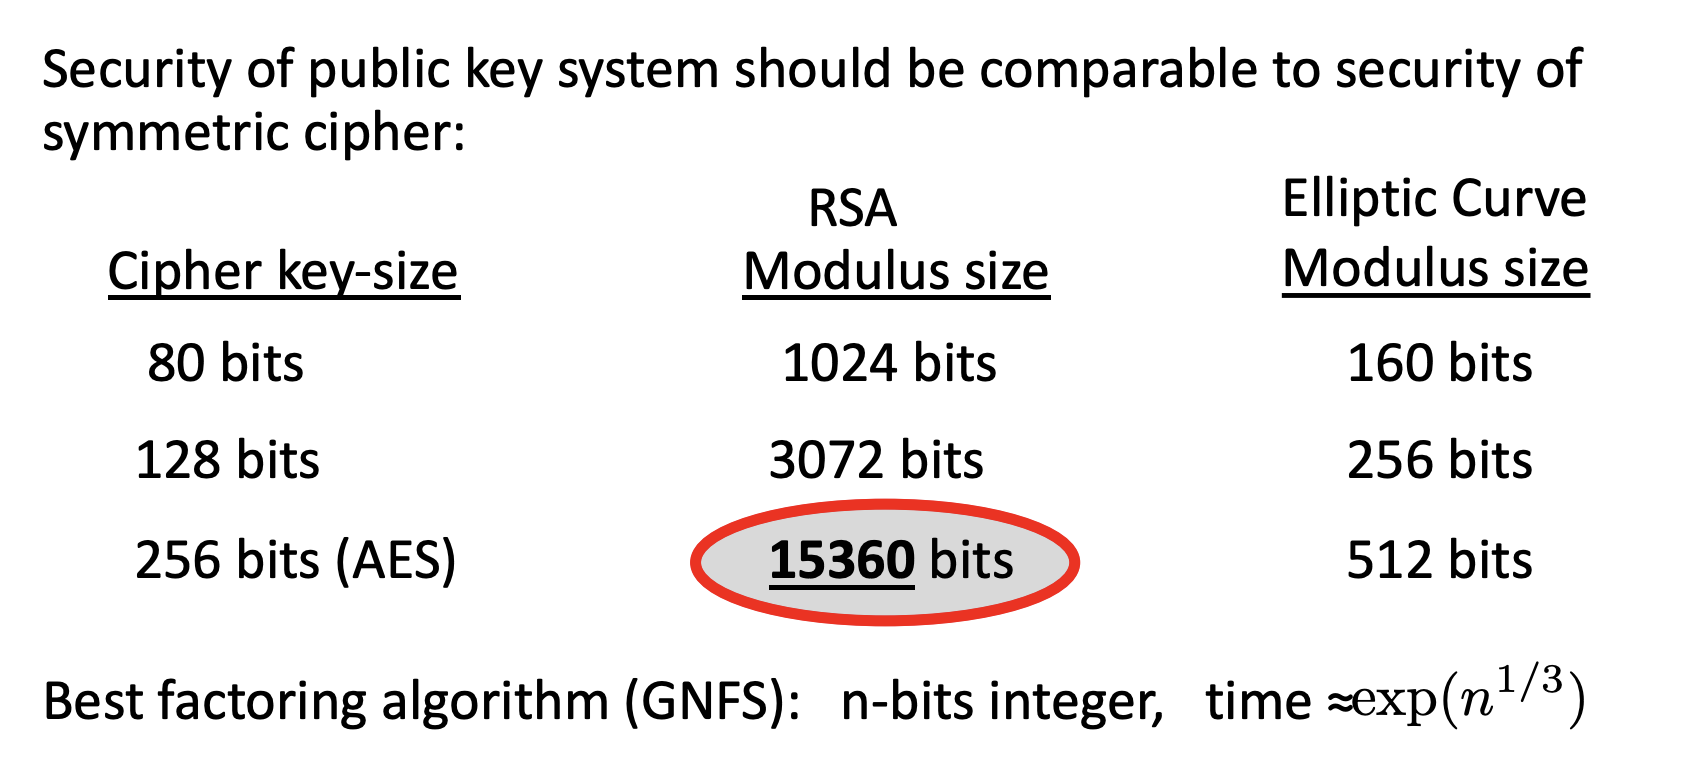 Security of public key system should be comparable to security of
symmetric cipher:
RSA Elliptic Curve
Cipher key-size Modulus size Modulus size
80 bits 1024 bits 160 bits
128 bits 3072 bits 256 bits
256 bits (AES) 15360 bits 512 bits
Best factoring algorithm (GNFS): n-bits integer, time ≈exp(n^{1/3})